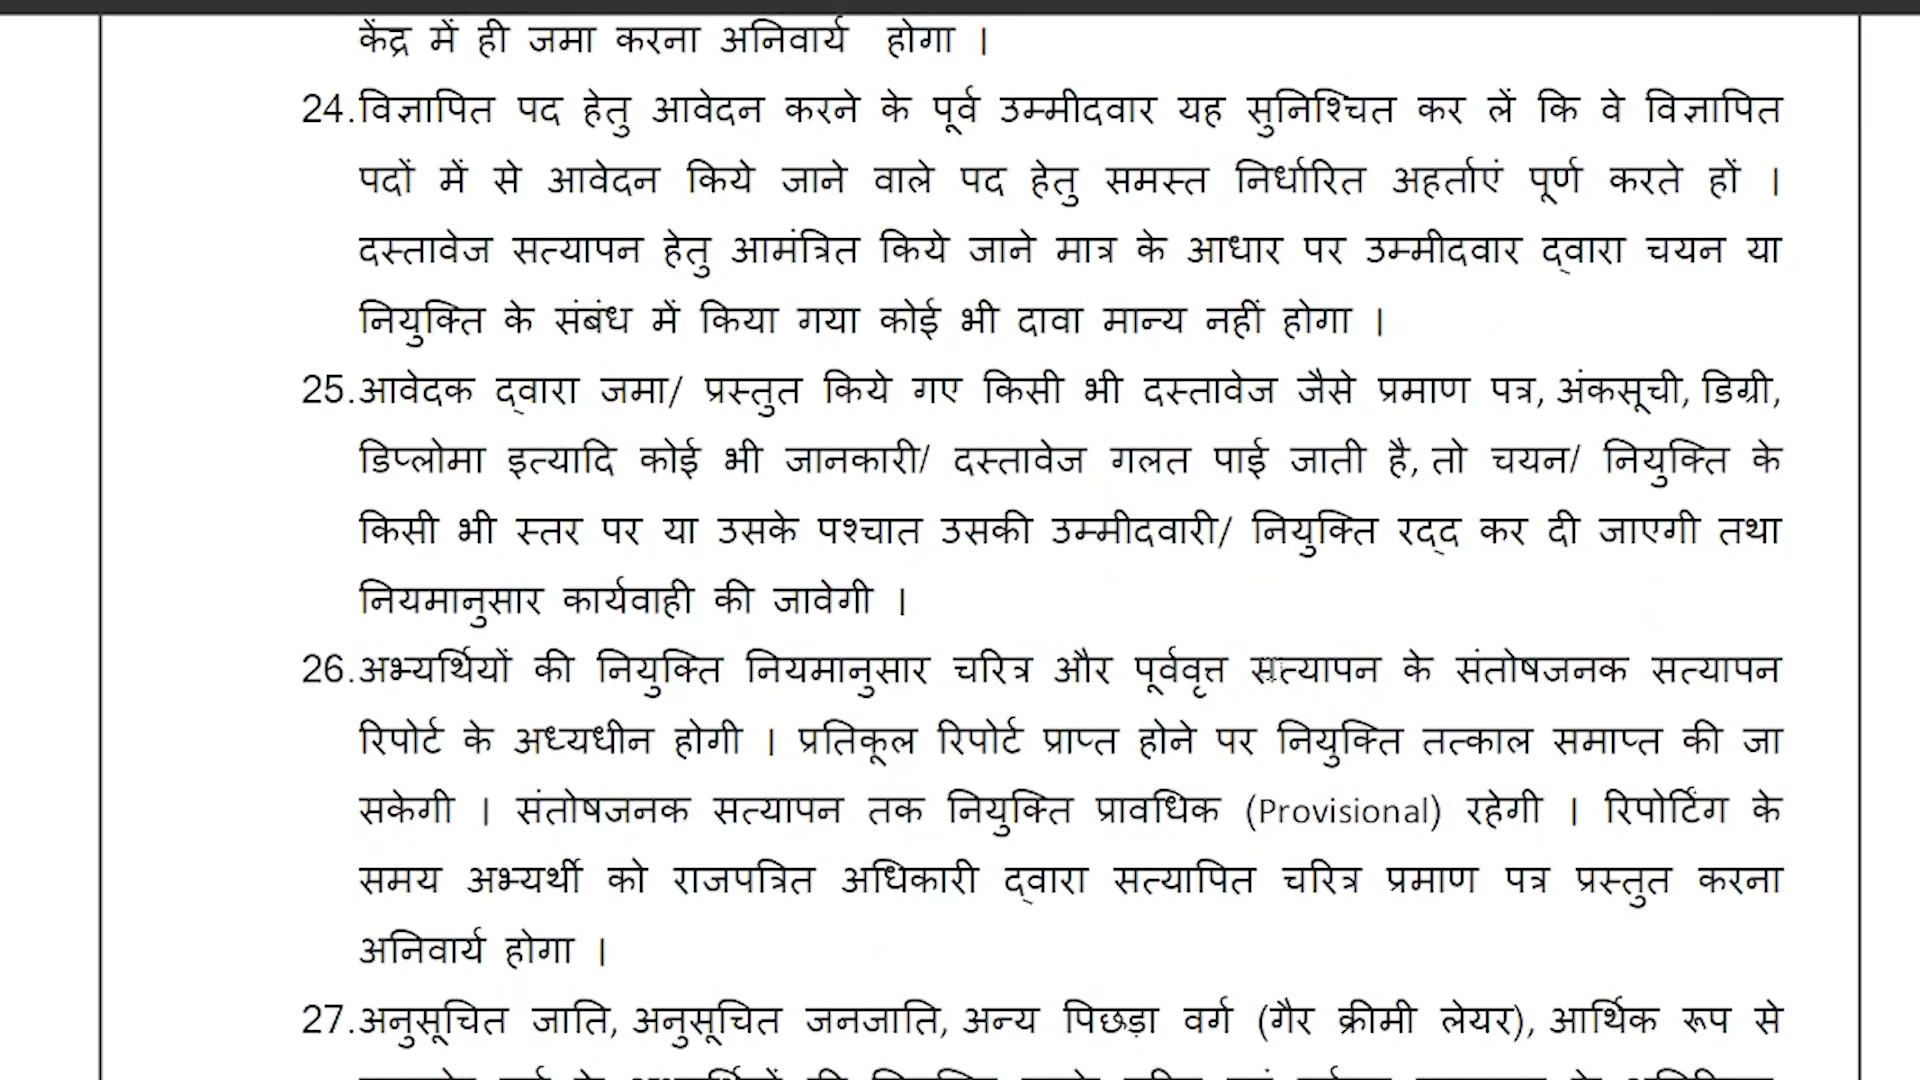 केंद्र में ही जमा करना अनिवार्य होगा ।
24.विज्ञापित पद हेतु आवेदन करने के पूर्व उम्मीदवार यह सुनिश्चित कर लें कि वे विज्ञापित
पदों में से आवेदन किये जाने वाले पद हेतु समस्त निर्धारित अहर्ताएं पूर्ण करते हों ।
दस्तावेज सत्यापन हेतु आमंत्रित किये जाने मात्र के आधार पर उम्मीदवार द्वारा चयन या
नियुक्ति के संबंध में किया गया कोई भी दावा मान्य नहीं होगा ।
25.आवेदक द्वारा जमा/ प्रस्तुत किये गए किसी भी दस्तावेज जैसे प्रमाण पत्र, अंकसूची, डिग्री,
डिप्लोमा इत्यादि कोई भी जानकारी/ दस्तावेज गलत पाई जाती है, तो चयन/ नियुक्ति के
किसी भी स्तर पर या उसके पश्चात उसकी उम्मीदवारी/ नियुक्ति रद्द कर दी जाएगी तथा
नियमानुसार कार्यवाही की जावेगी ।
26.अभ्यर्थियों की नियुक्ति नियमानुसार चरित्र और पूर्ववृत्त सत्यापन के संतोषजनक सत्यापन
रिपोर्ट के अध्यधीन होगी । प्रतिकूल रिपोर्ट प्राप्त होने पर नियुक्ति तत्काल समाप्त की जा
सकेगी । संतोषजनक सत्यापन तक नियुक्ति प्रावधिक (Provisional) रहेगी । रिपोर्टिंग के
समय अभ्यर्थी को राजपत्रित अधिकारी द्वारा सत्यापित चरित्र प्रमाण पत्र प्रस्तुत करना
अनिवार्य होगा ।
27.अनुसूचित जाति, अनुसूचित जनजाति, अन्य पिछड़ा वर्ग (गैर क्रीमी लेयर), आर्थिक रूप से